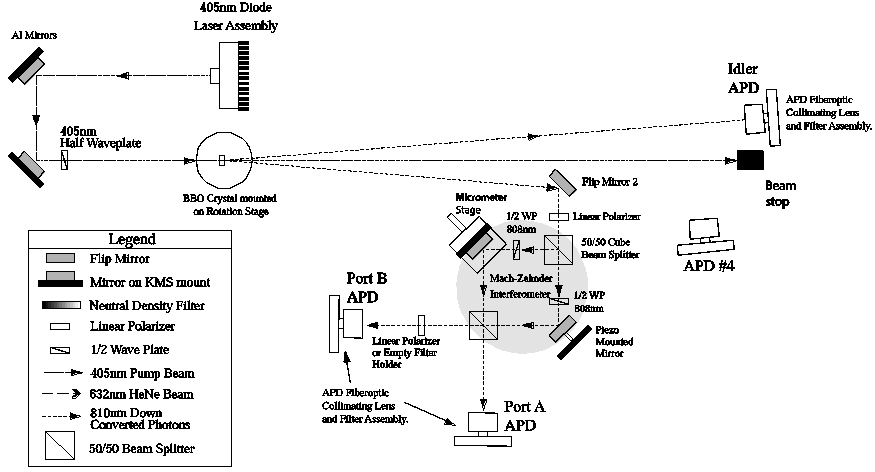 405nm Diode
Laser Assembly
Al Mirrors
405nm
Half Waveplate
BBO Crystal mounted
on Rotation Stage
Idler
APD
APD Fiberoptic
Collimating Lens
and Filter Assembly.
Beam
stop
Flip Mirror 2
Micrometer
Stage
1/2 WP
808nm
Linear Polarizer
50/50 Cube
Beam Splitter
APD #4
Mach-Zehnder
Interferometer
1/2 WP
808nm
Piezo
Mounted
Mirror
Port B
APD
Linear Polarizer
or Empty Filter
Holder
APD Fiberoptic
Collimating Lens
and Filter Assembly.
Port A
APD
Legend
Flip Mirror
Mirror on KMS mount
Neutral Density Filter
Linear Polarizer
1/2 Wave Plate
405nm Pump Beam
632nm HeNe Beam
810nm Down
Converted Photons
50/50 Beam Splitter